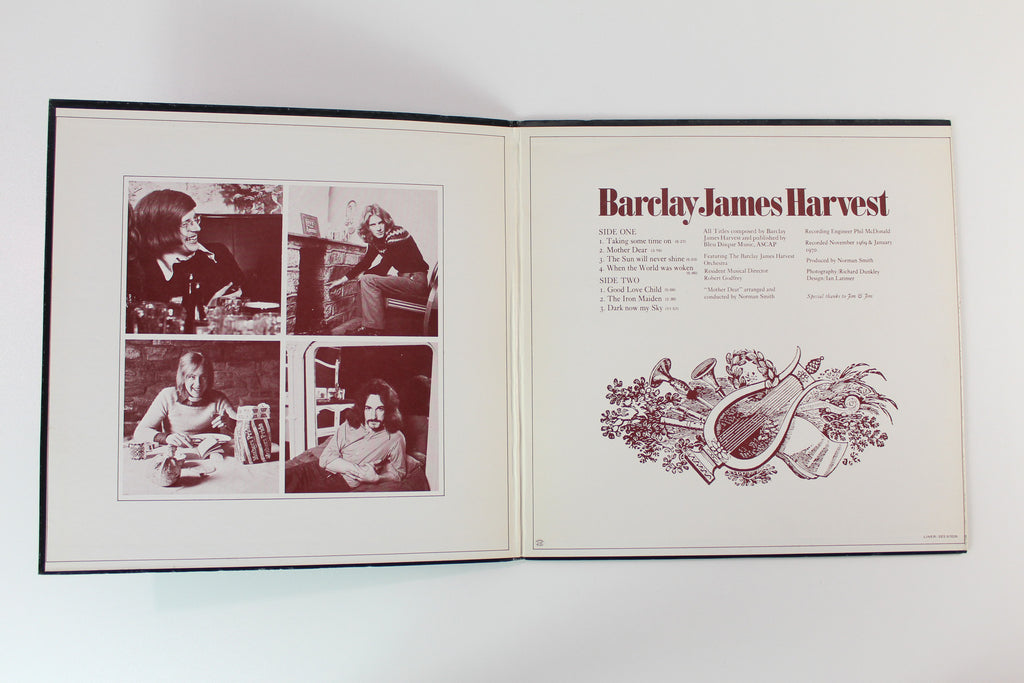 Barclay James Harvest
SIDE ONE
1. Taking some time on
2. Mother Dear
3. The Sun will never shine
4. When the World was woken
SIDE TWO
1. Good Love Child
2. The Iron Maiden
3. Dark now my Sky
All Titles composed by Barclay
James Harvest and published by
Bleu Disque Music, ASCAP
Featuring The Barclay James Harvest
Orchestra
Resident Musical Director
Robert Godfrey
"Mother Dear" arranged and
conducted by Norman Smith
Recording Engineer Phil McDonald
Recorded November 1969 & January
1970
Produced by Norman Smith
Photography: Richard Dunkley
Design: Ian Latimer
Special thanks to Jim & Joe